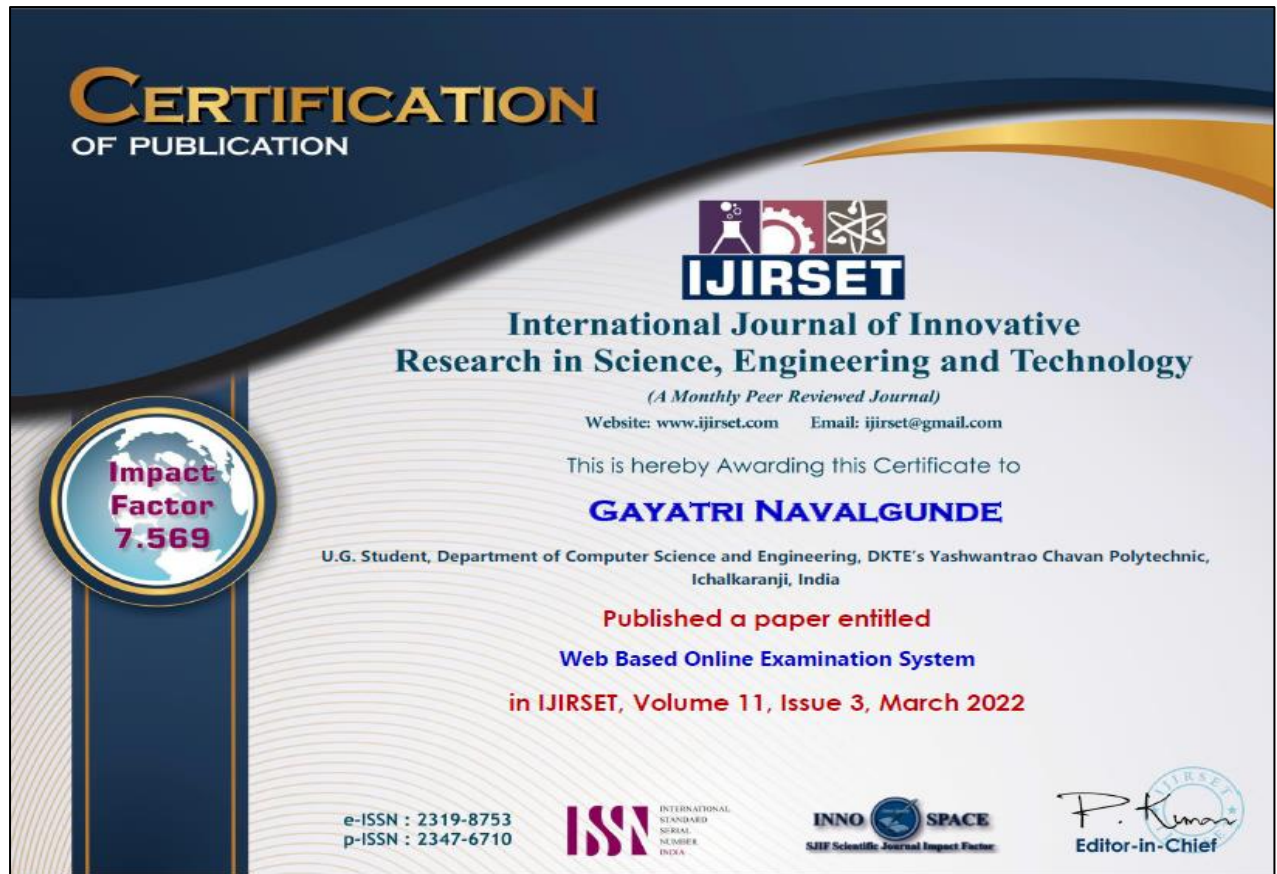 CERTIFICATION
OF PUBLICATION
IJIRSET
International Journal of Innovative
Research in Science, Engineering and Technology
(A Monthly Peer Reviewed Journal)
Website: www.ijirset.com Email: ijirset@gmail.com
This is hereby Awarding this Certificate to
GAYATRI NAVALGUNDE
U.G. Student, Department of Computer Science and Engineering, DKTE's Yashwantrao Chavan Polytechnic,
Ichalkaranji, India
Published a paper entitled
Web Based Online Examination System
in IJIRSET, Volume 11, Issue 3, March 2022
Impact
Factor
7.569
e-ISSN : 2319-8753
p-ISSN : 2347-6710
ISSN
INTERNATIONAL
STANDARD
SERIAL
NUMBER
INDIA
INNO SPACE
SJIF Scientific Journal Impact Factor
IJIRSET
P. Kumar
Editor-in-Chief